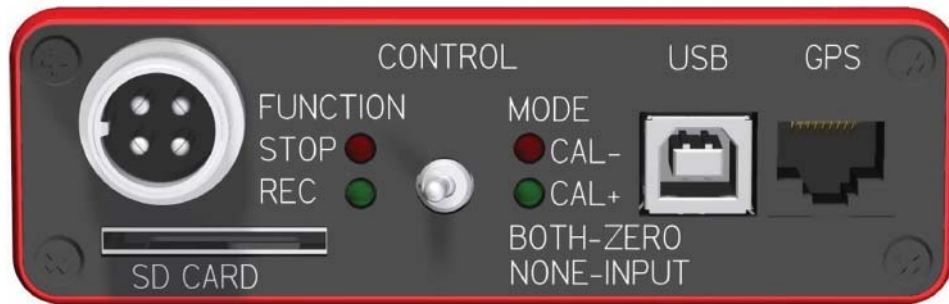 CONTROL
USB
GPS
FUNCTION
STOP
REC
MODE
CAL-
CAL+
BOTH-ZERO
NONE-INPUT
SD CARD